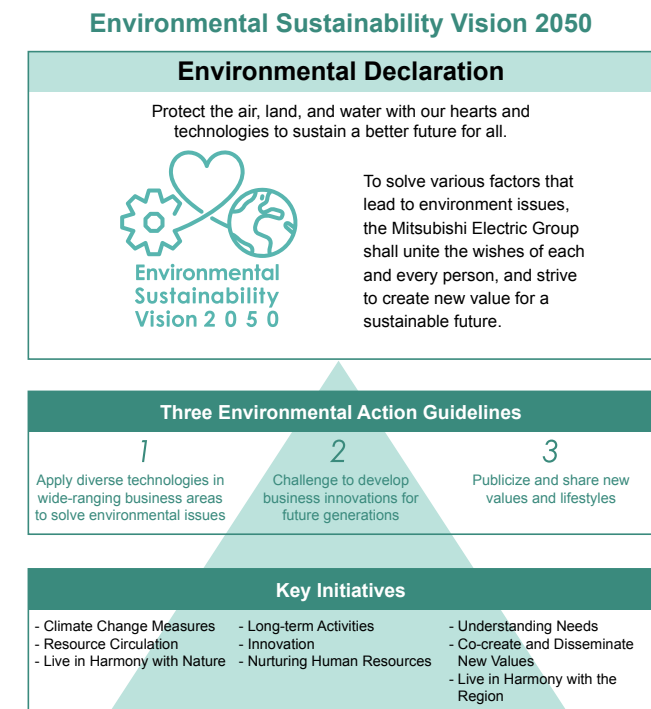 Environmental Sustainability Vision 2050
Environmental Declaration
Protect the air, land, and water with our hearts and
technologies to sustain a better future for all.
Environmental
Sustainability
Vision 2 0 5 0
To solve various factors that
lead to environment issues,
the Mitsubishi Electric Group
shall unite the wishes of each
and every person, and strive
to create new value for a
sustainable future.
Three Environmental Action Guidelines
1
Apply diverse technologies in
wide-ranging business areas
to solve environmental issues
2
Challenge to develop
business innovations for
future generations
3
Publicize and share new
values and lifestyles
Key Initiatives
- Climate Change Measures
- Resource Circulation
- Live in Harmony with Nature
- Long-term Activities
- Innovation
- Nurturing Human Resources
- Understanding Needs
- Co-create and Disseminate
New Values
- Live in Harmony with the
Region